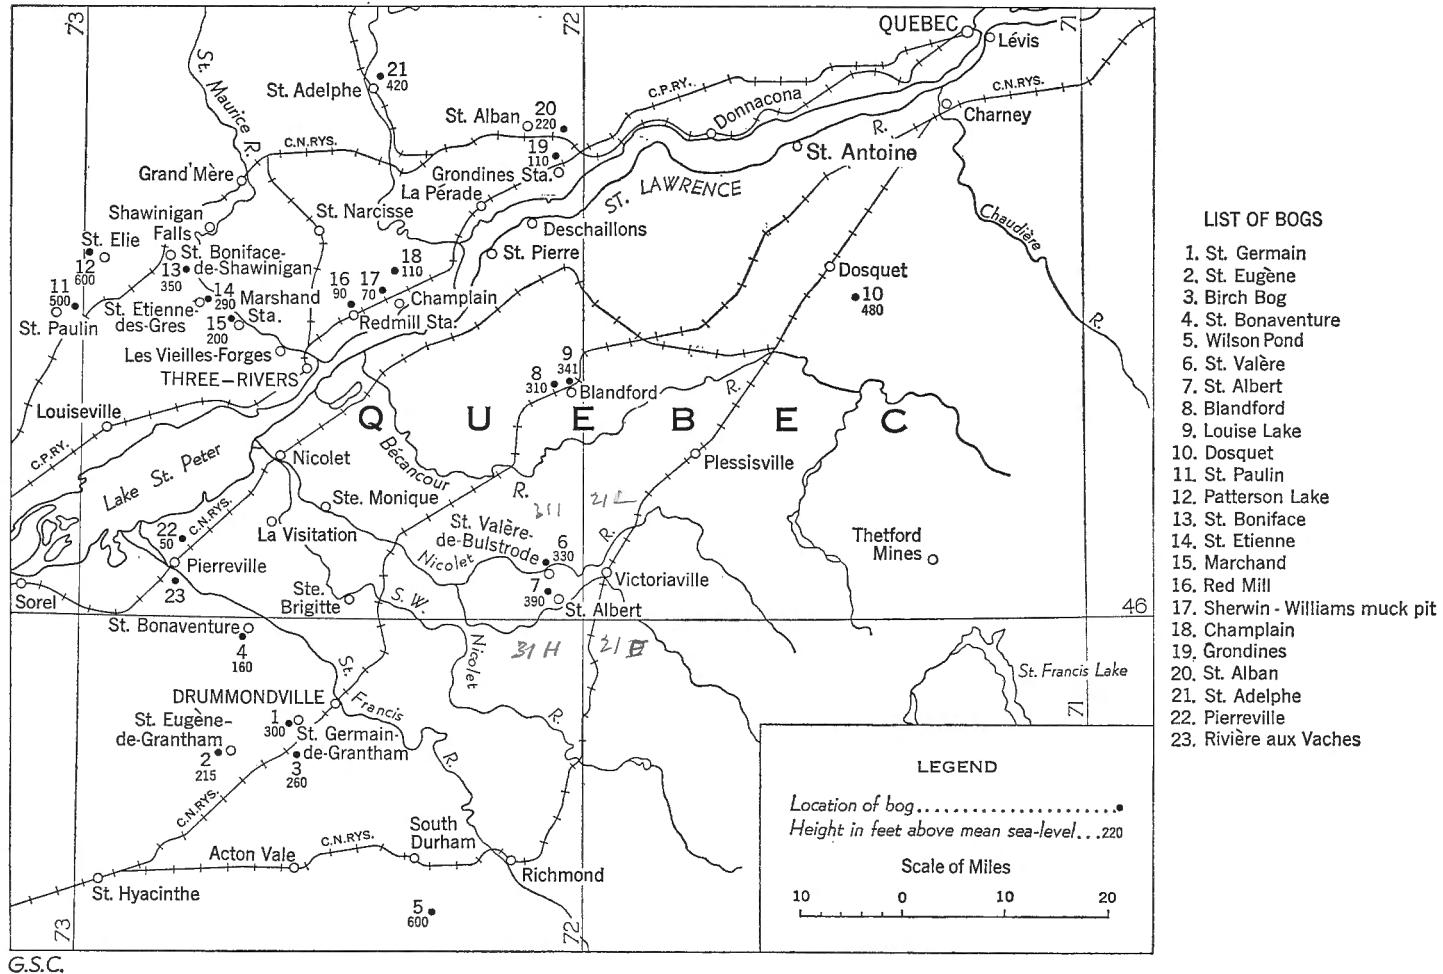 73
72
71
QUEBEC
Lévis
St. Maurice R.
21
420
St. Adelphe
C.P.RY.
C.N.RYS.
Donnacona
Charney
St. Alban
20
220
C.N.RYS.
19
110
R.
St. Antoine
Grand'Mère
Grondines Sta.
La Pérade
ST. LAWRENCE
Shawinigan
Falls
St. Narcisse
Deschaillons
Chaudière
R.
St. Elie
12
600
St. Boniface-
de-Shawinigan
13
350
St. Pierre
18
110
Dosquet
10
480
11
500
St. Paulin
14
290
St. Etienne-
des-Gres
Marshand
Sta.
15
200
16
90
17
70
Champlain
Redmill Sta.
Les Vieilles-Forges
THREE-RIVERS
9
341
8
310
Blandford
R.
Louiseville
QUEBEC
C.P.RY.
Lake St. Peter
Nicolet
Bécancour
R.
Plessisville
C.N.RYS.
Ste. Monique
31 I
21 L
22
50
La Visitation
St. Valère-
de-Bulstrode
6
330
R.
Thetford
Mines
Pierreville
23
Nicolet
Victoriaville
Sorel
Ste.
Brigitte
S. W.
7
390
St. Albert
46
St. Bonaventure
4
160
Nicolet
31 H
21 E
St. Francis Lake
St. Francis
R.
DRUMMONDVILLE
R.
71
St. Eugène-
de-Grantham
2
215
1
300
St. Germain-
de-Grantham
3
260
C.N.RYS.
C.N.RYS.
South
Durham
Acton Vale
Richmond
St. Hyacinthe
5
600
73
72
LEGEND
Location of bog
Height in feet above mean sea-level...220
Scale of Miles
10 0 10 20
G.S.C.
LIST OF BOGS
1. St. Germain
2. St. Eugène
3. Birch Bog
4. St. Bonaventure
5. Wilson Pond
6. St. Valère
7. St. Albert
8. Blandford
9. Louise Lake
10. Dosquet
11. St. Paulin
12. Patterson Lake
13. St. Boniface
14. St. Etienne
15. Marchand
16. Red Mill
17. Sherwin - Williams muck pit
18. Champlain
19. Grondines
20. St. Alban
21. St. Adelphe
22. Pierreville
23. Rivière aux Vaches